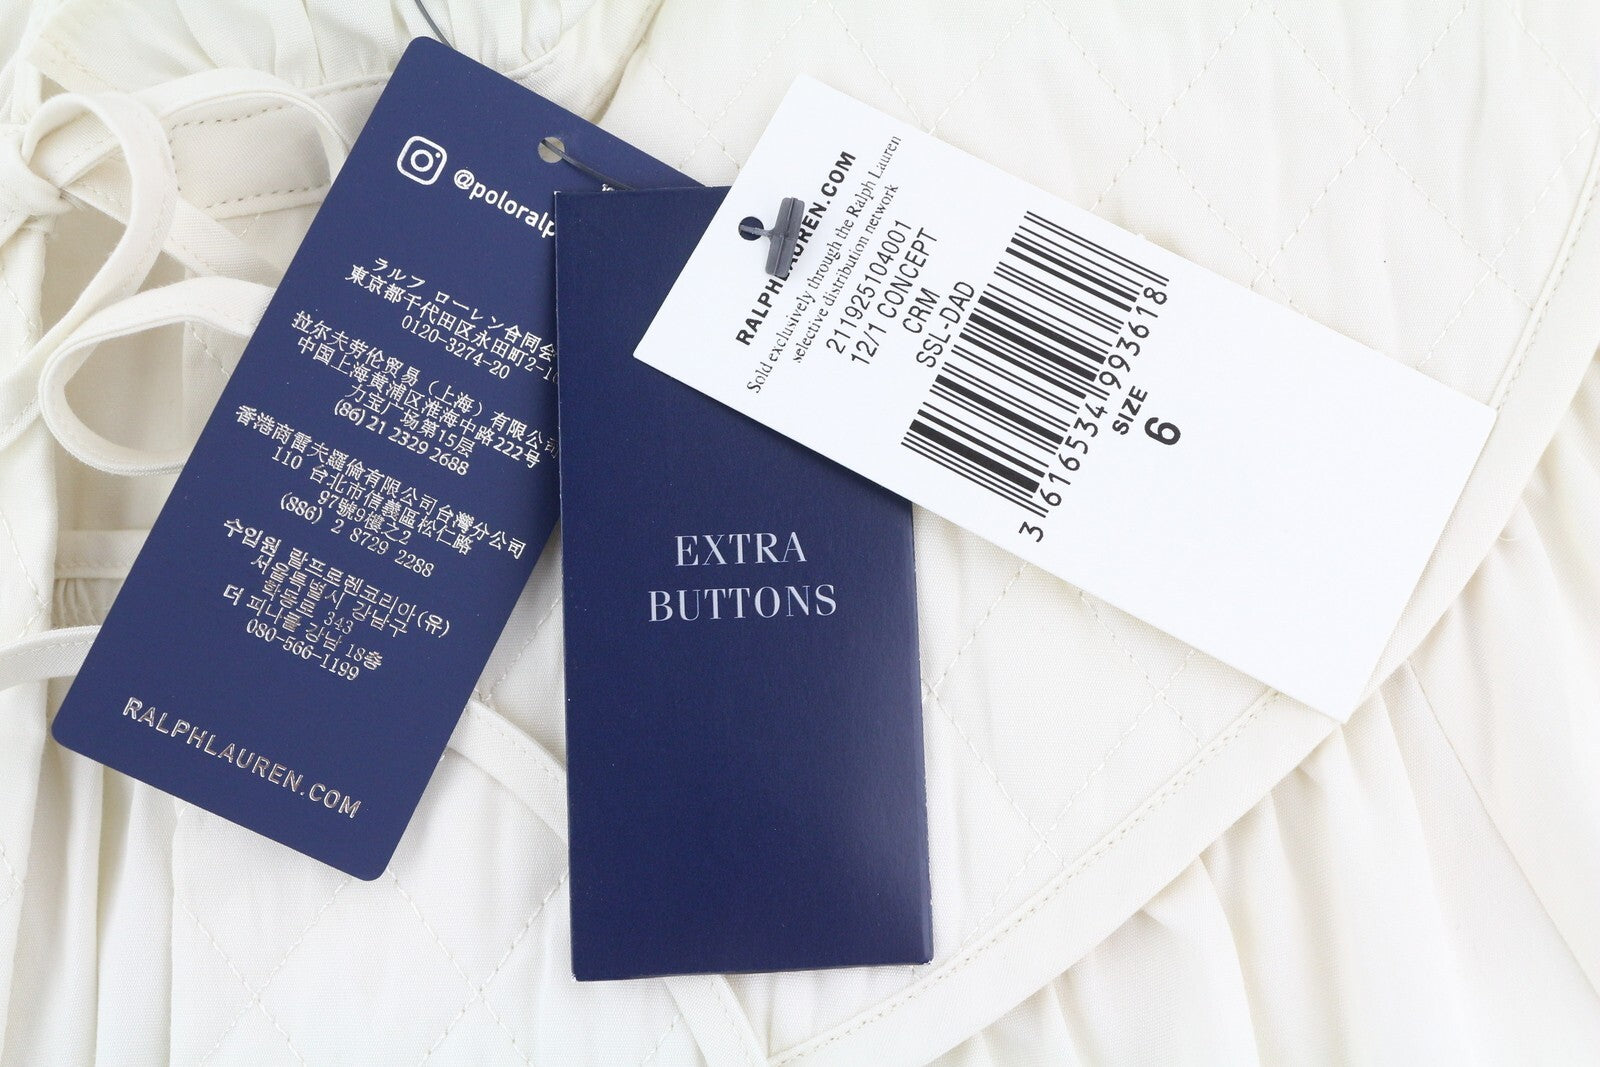 @poloralp
ラルフ ローレン合同会
東京都千代田区永田町2-1
0120-3274-20
拉尔夫劳伦贸易（上海）有限公司
中国上海黄浦区淮海中路222号
力宝广场第15层
(86) 21 2329 2688
香港商雷夫羅倫有限公司台灣分公司
110 台北市信義區松仁路
97號9樓之2
(886) 2 8729 2288
수입원 랄프로렌코리아(유)
서울특별시 강남구
학동로 343
더 피나클 강남 18층
080-566-1199
RALPHLAUREN.COM
EXTRA
BUTTONS
RALPHLAUREN.COM
Sold exclusively through the Ralph Lauren
selective distribution network
211925104001
12/1 CONCEPT
CRM
SSL-DAD
3 616534 993618
SIZE
6